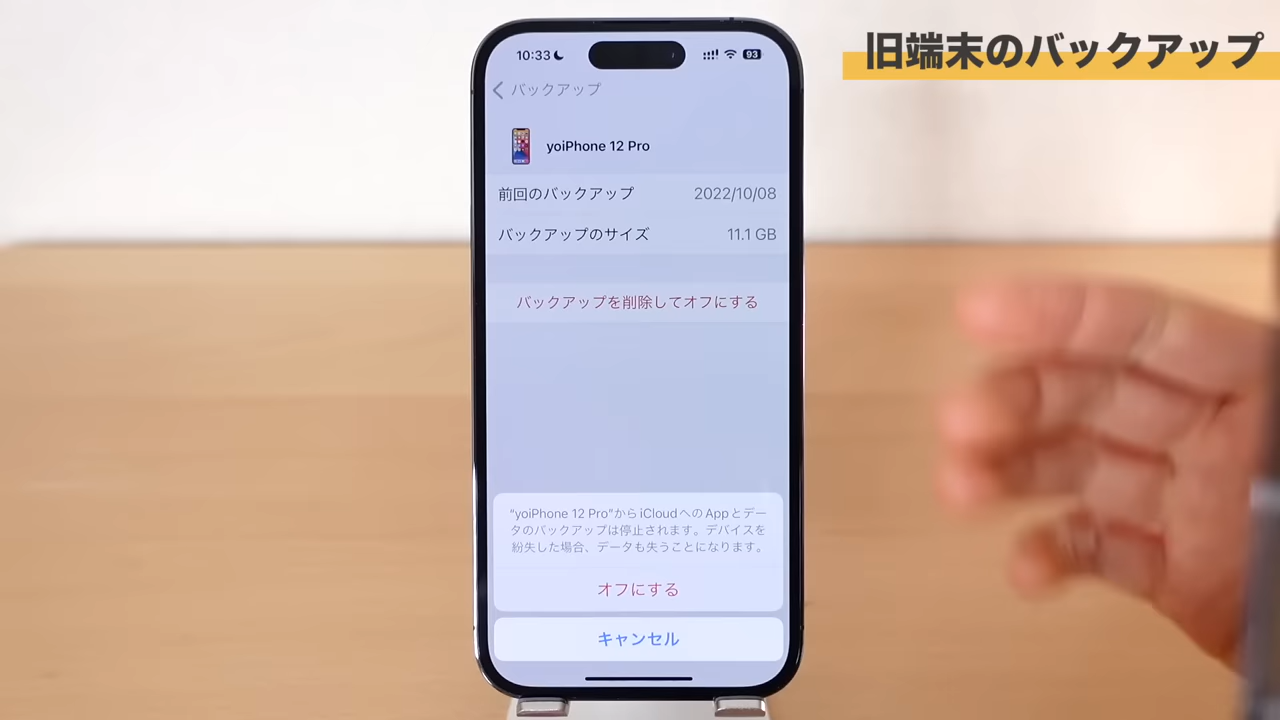 旧端末のバックアップ
10:33
93
バックアップ
yoiPhone 12 Pro
前回のバックアップ 2022/10/08
バックアップのサイズ 11.1 GB
バックアップを削除してオフにする
"yoiPhone 12 Pro"からiCloudへのAppとデー
タのバックアップは停止されます。デバイスを
紛失した場合、データも失うことになります。
オフにする
キャンセル